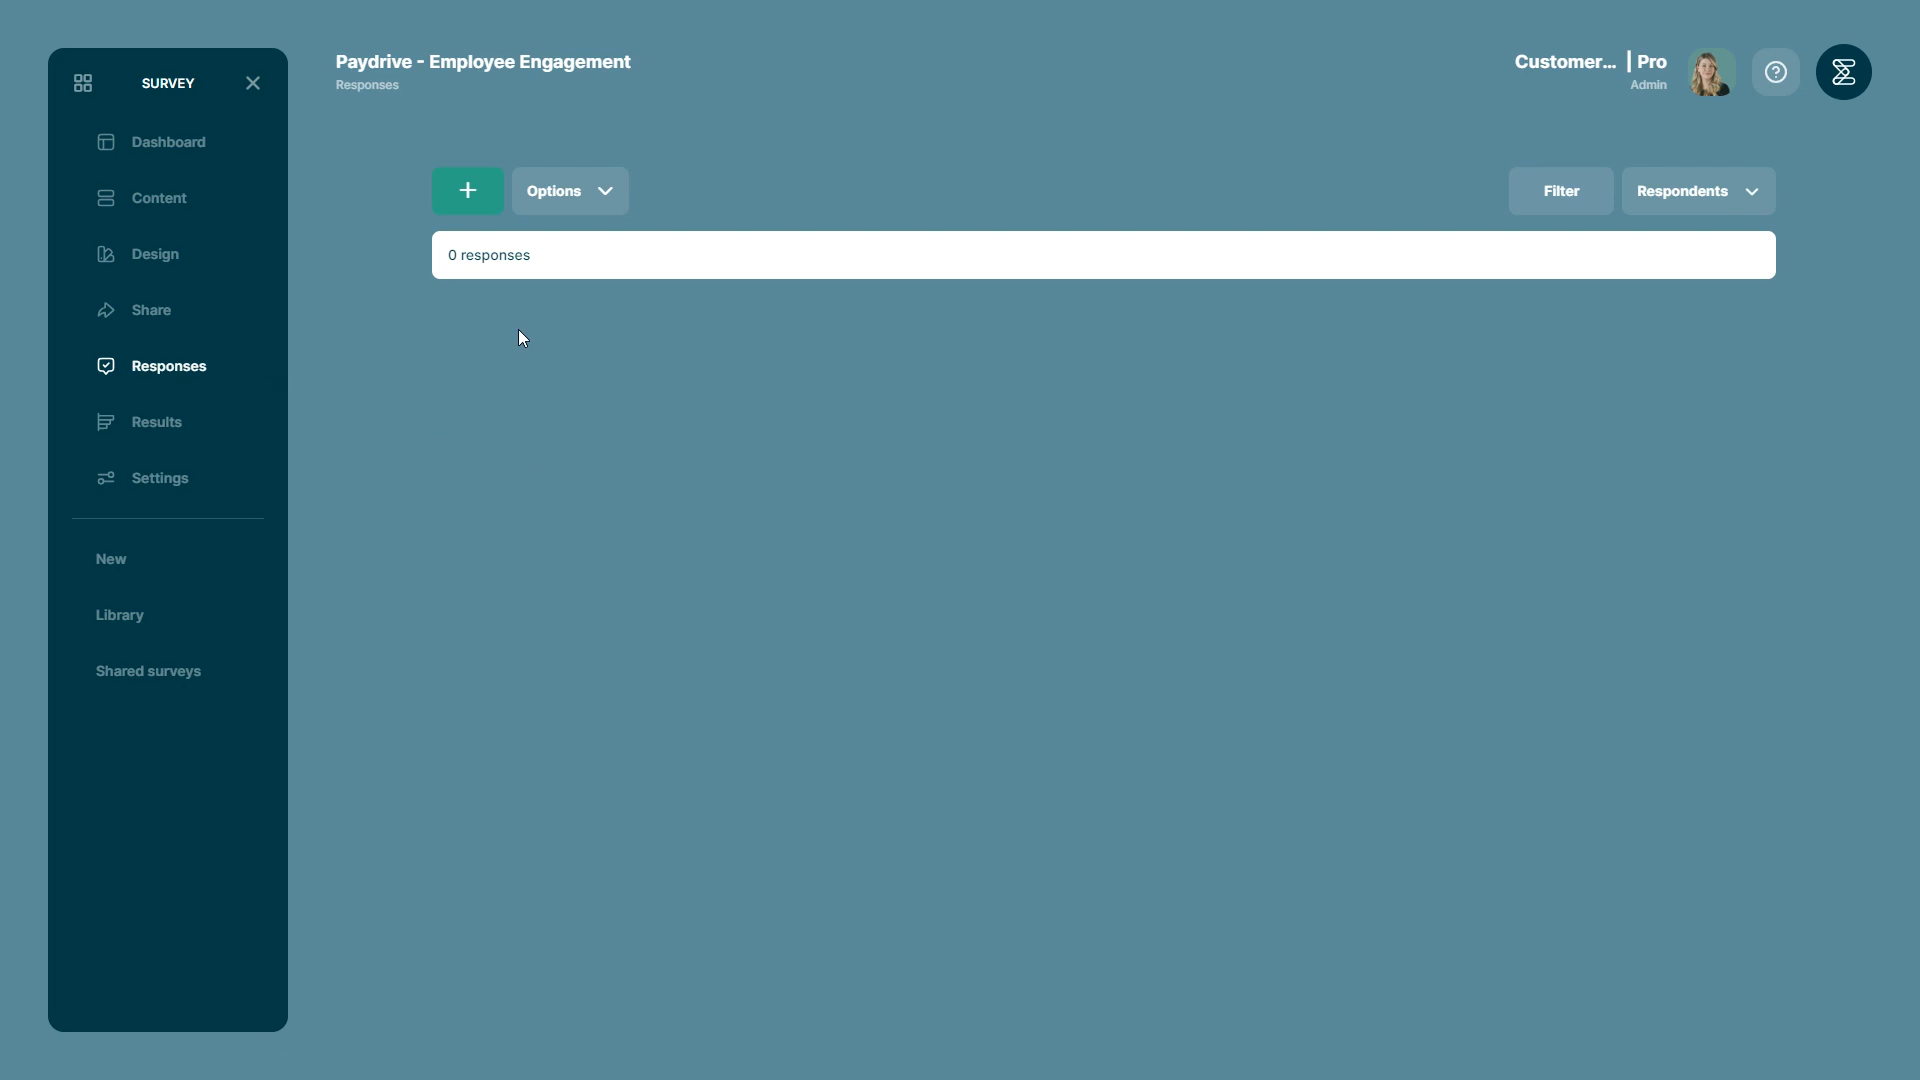 SURVEY
Dashboard
Content
Design
Share
Responses
Results
Settings
New
Library
Shared surveys
Paydrive - Employee Engagement
Responses
Customer... | Pro
Admin
+ Options
Filter
Respondents
0 responses